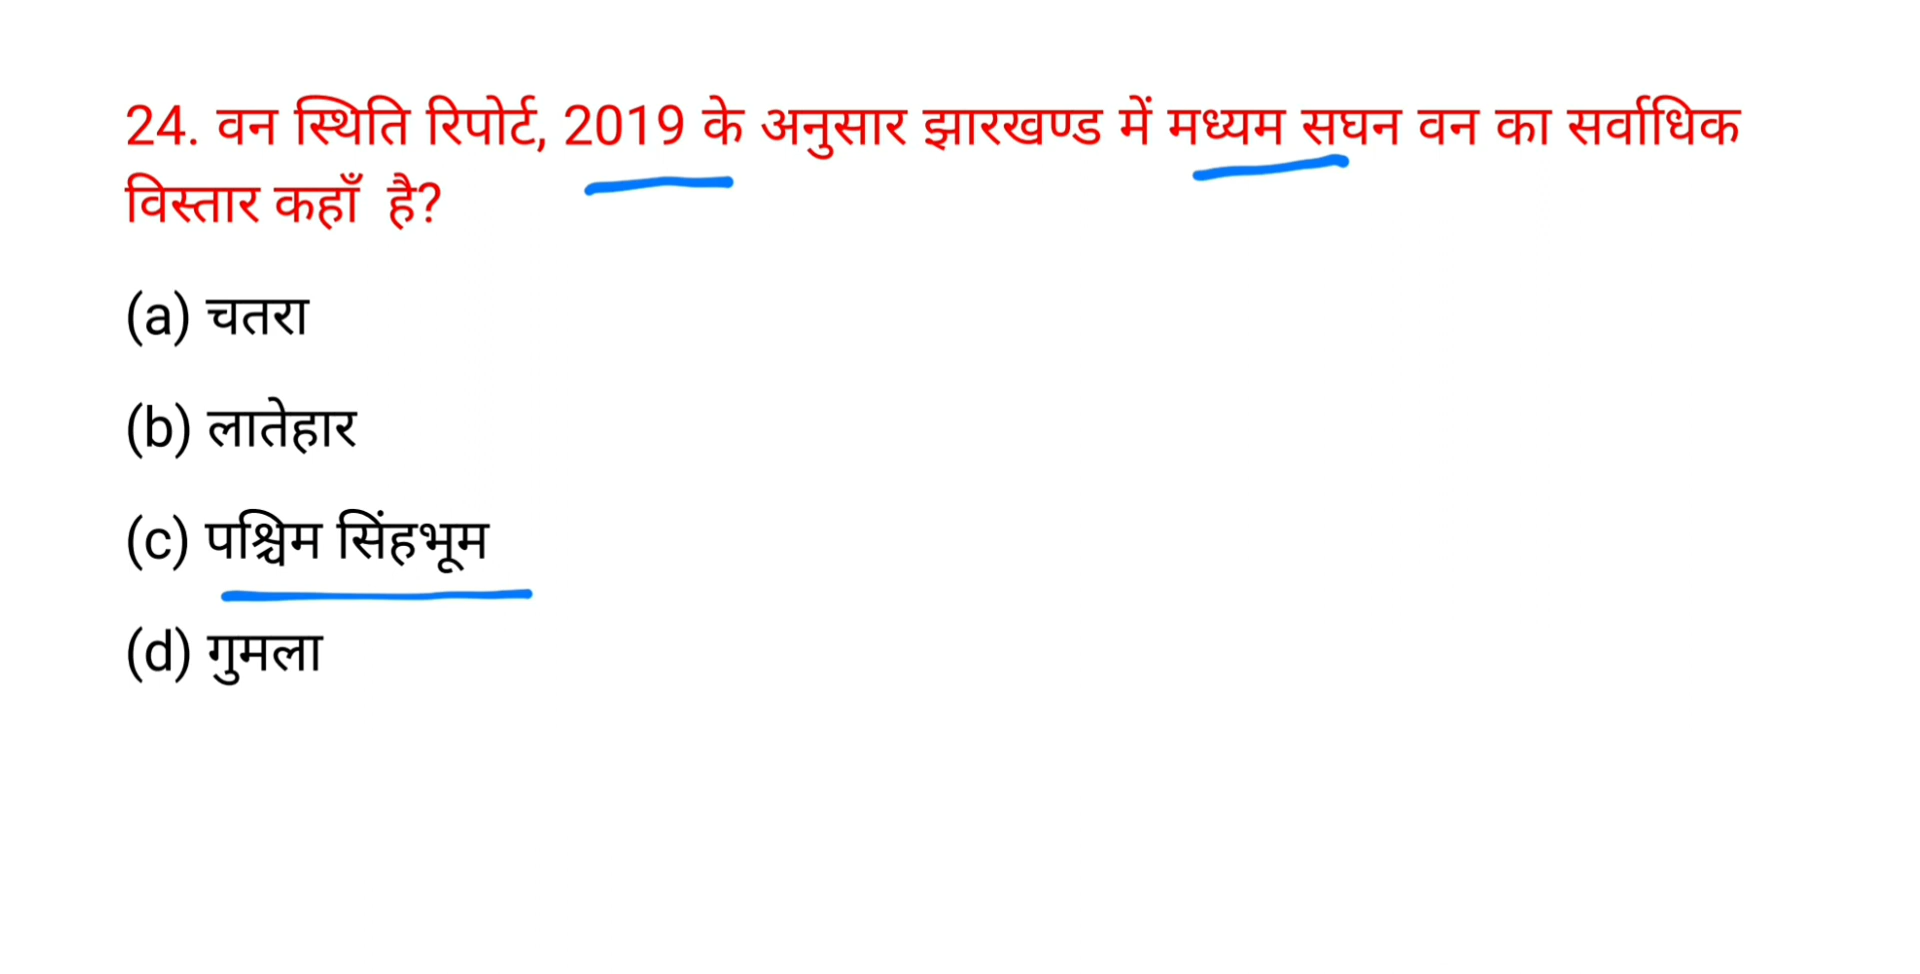 24. वन स्थिति रिपोर्ट, 2019 के अनुसार झारखण्ड में मध्यम सघन वन का सर्वाधिक
विस्तार कहाँ है?
(a) चतरा
(b) लातेहार
(c) पश्चिम सिंहभूम
(d) गुमला